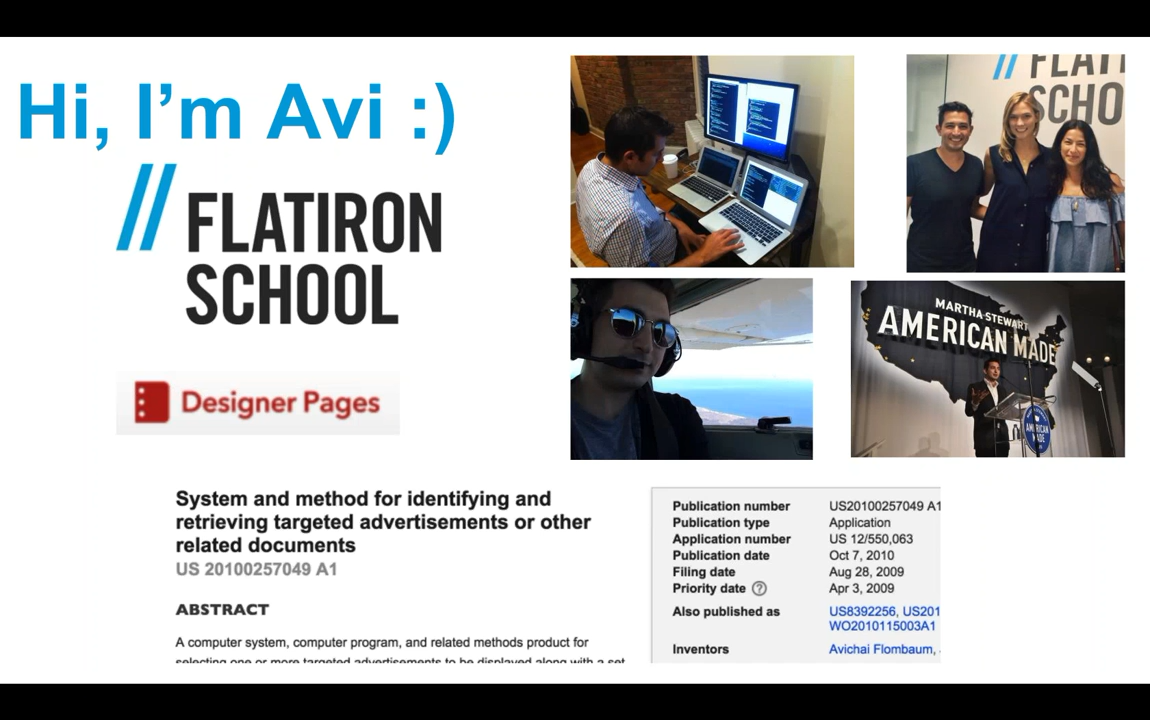 Hi, I'm Avi :)
// FLATIRON
SCHOOL
Designer Pages
FLATI
SCHO
MARTHA STEWART
AMERICAN MADE
AMERICAN
MADE
System and method for identifying and
retrieving targeted advertisements or other
related documents
US 20100257049 A1
ABSTRACT
A computer system, computer program, and related methods product for
selecting one or more targeted advertisements to be displayed along with a set
Publication number US20100257049 A1
Publication type Application
Application number US 12/550,063
Publication date Oct 7, 2010
Filing date Aug 28, 2009
Priority date ? Apr 3, 2009
Also published as US8392256, US201
WO2010115003A1
Inventors Avichai Flombaum,